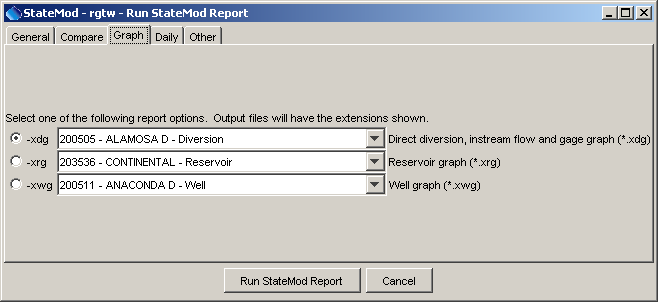 StateMod - rgtw - Run StateMod Report
General Compare Graph Daily Other
Select one of the following report options.  Output files will have the extensions shown.
-xdg 200505 - ALAMOSA D - Diversion Direct diversion, instream flow and gage graph (*.xdg)
-xrg 203536 - CONTINENTAL - Reservoir Reservoir graph (*.xrg)
-xwg 200511 - ANACONDA D - Well Well graph (*.xwg)
Run StateMod Report Cancel